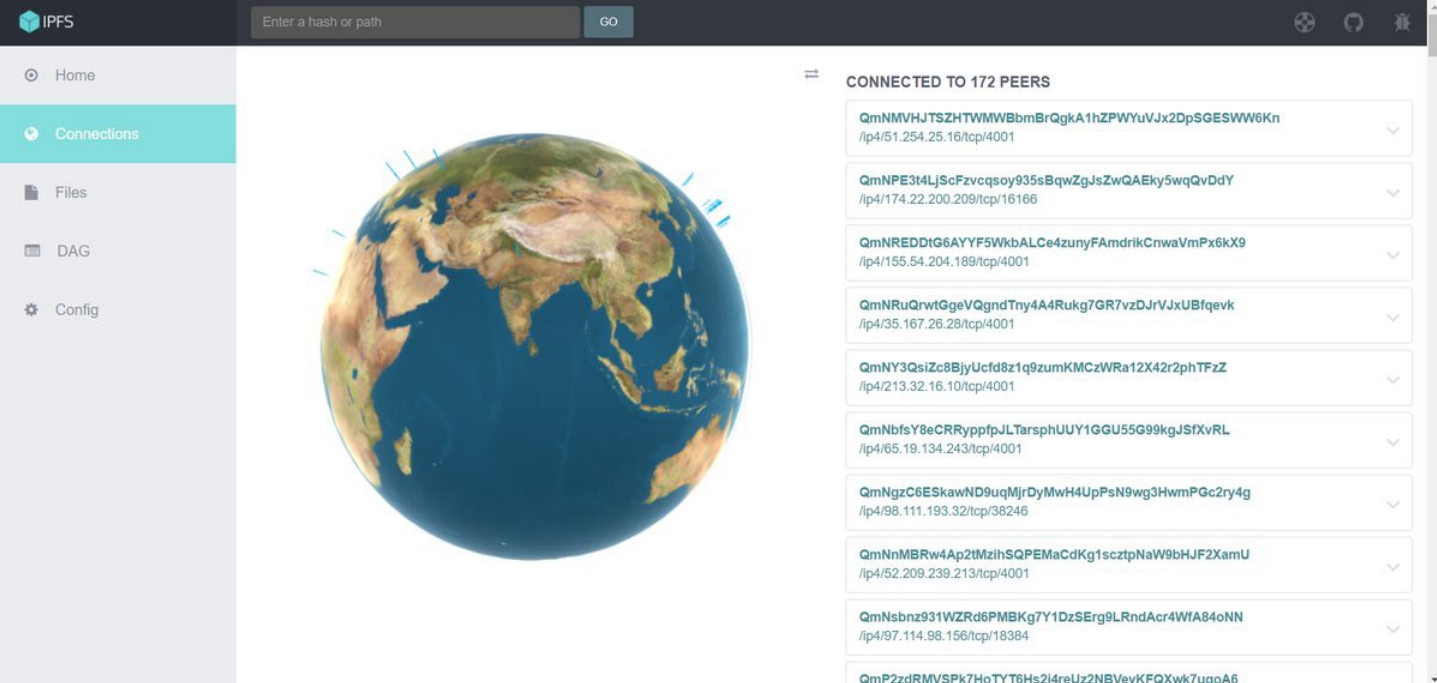 IPFS
Enter a hash or path
GO
Home
Connections
Files
DAG
Config
CONNECTED TO 172 PEERS
QmNMVHJTSZHTWMWBbmBrQgkA1hZPWYuVJx2DpSGESWW6Kn
/ip4/51.254.25.16/tcp/4001
QmNPE3t4LjScFzvcqsoy935sBqwZgJsZwQAEky5wqQvDdY
/ip4/174.22.200.209/tcp/16166
QmNREDDtG6AYYF5WkbALCe4zunyFAmdrikCnwaVmPx6kX9
/ip4/155.54.204.189/tcp/4001
QmNRuQrwtGgeVQgndTny4A4Rukg7GR7vzDJrVJxUBfqevk
/ip4/35.167.26.28/tcp/4001
QmNY3QsiZc8BjyUcfd8z1q9zumKMCzWRa12X42r2phTFzZ
/ip4/213.32.16.10/tcp/4001
QmNbfsY8eCRRyppfpJLTarsphUUY1GGU55G99kgJSfXvRL
/ip4/65.19.134.243/tcp/4001
QmNgzC6ESkawND9uqMjrDyMwH4UpPsN9wg3HwmPGc2ry4g
/ip4/98.111.193.32/tcp/38246
QmNnMBRw4Ap2tMzihSQPEMaCdKg1scztpNaW9bHJF2XamU
/ip4/52.209.239.213/tcp/4001
QmNsbnz931WZRd6PMBKg7Y1DzSErg9LRndAcr4WfA84oNN
/ip4/97.114.98.156/tcp/18384